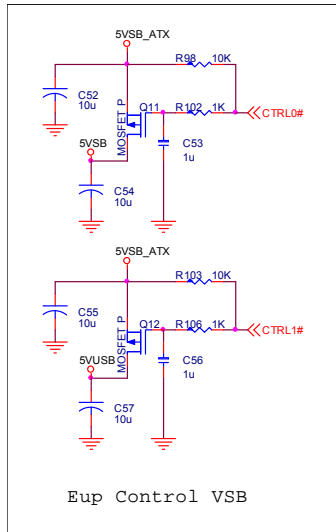 5VSB_ATX
R98 10K
C52
10u
Q11
R102 1K
CTRL0#
MOSFET P
5VSB
C53
1u
C54
10u
5VSB_ATX
R103 10K
C55
10u
Q12
R106 1K
CTRL1#
MOSFET P
5VUSB
C56
1u
C57
10u
Eup Control VSB